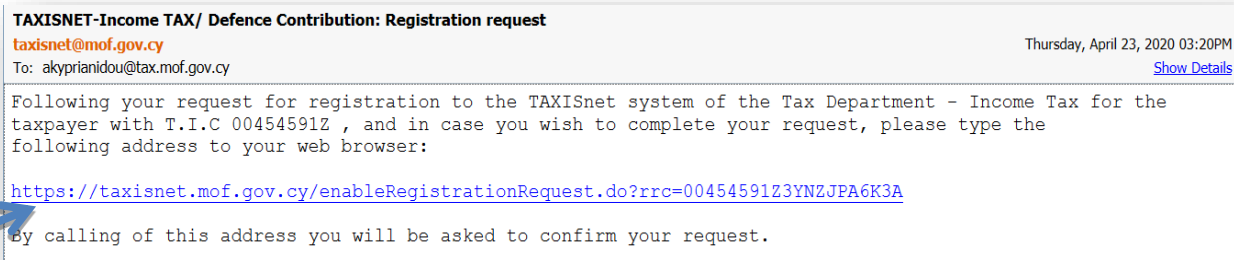 TAXISNET-Income TAX/ Defence Contribution: Registration request
taxisnet@mof.gov.cy
Thursday, April 23, 2020 03:20PM
To: akyprianidou@tax.mof.gov.cy
Show Details
Following your request for registration to the TAXISnet system of the Tax Department – Income Tax for the
taxpayer with T.I.C 00454591Z , and in case you wish to complete your request, please type the
following address to your web browser:
https://taxisnet.mof.gov.cy/enableRegistrationRequest.do?rrc=00454591Z3YNZJPA6K3A
By calling of this address you will be asked to confirm your request.